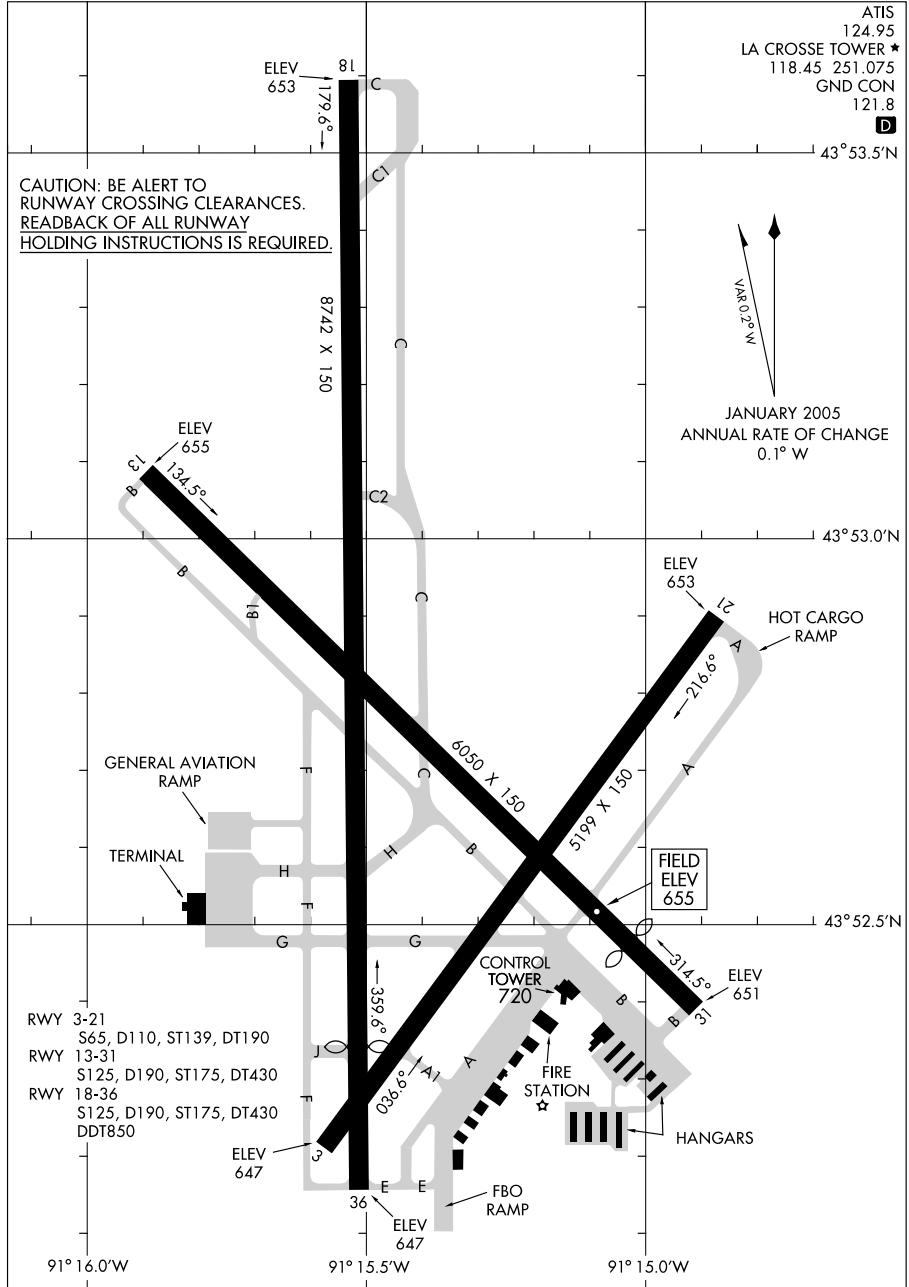 ATIS
124.95
LA CROSSE TOWER ★
118.45 251.075
GND CON
121.8
D
ELEV
653
18
C
179.6°
43°53.5'N
C1
CAUTION: BE ALERT TO
RUNWAY CROSSING CLEARANCES.
READBACK OF ALL RUNWAY
HOLDING INSTRUCTIONS IS REQUIRED.
VAR 0.2° W
8742 X 150
C
JANUARY 2005
ANNUAL RATE OF CHANGE
0.1° W
ELEV
655
13
134.5°
B
C2
43°53.0'N
B
ELEV
653
C
B1
21
HOT CARGO
RAMP
A
216.6°
GENERAL AVIATION
RAMP
F
C
6050 X 150
A
5199 X 150
TERMINAL
H
H
B
FIELD
ELEV
655
F
43°52.5'N
G
G
CONTROL
TOWER
720
314.5°
ELEV
651
B
B
31
359.6°
RWY 3-21
S65, D110, ST139, DT190
RWY 13-31
S125, D190, ST175, DT430
RWY 18-36
S125, D190, ST175, DT430
DDT850
J
A
A1
036.6°
FIRE
STATION
F
HANGARS
ELEV
647
3
E
E
FBO
RAMP
36
ELEV
647
91°16.0'W
91°15.5'W
91°15.0'W